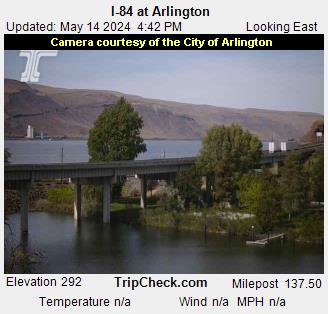 I-84 at Arlington
Updated: May 14 2024 4:42 PM Looking East
Camera courtesy of the City of Arlington
Elevation 292 TripCheck.com Milepost 137.50
Temperature n/a Wind n/a MPH n/a